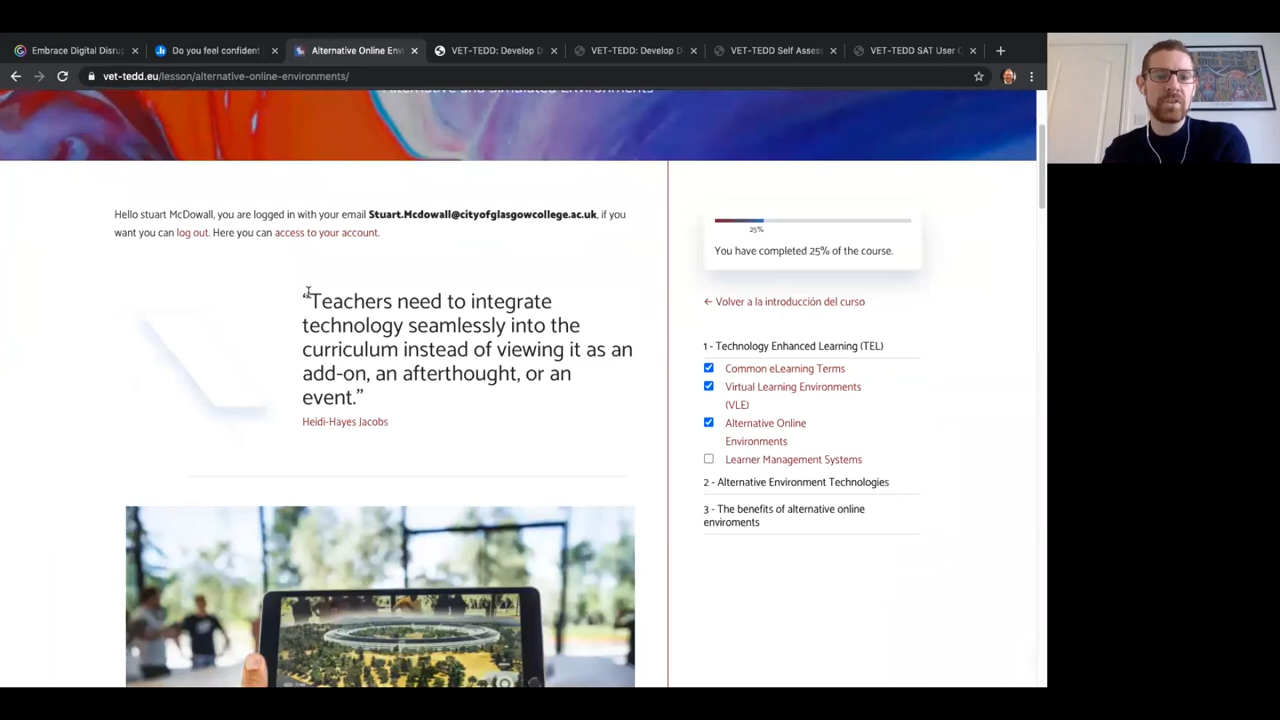 Embrace Digital Disrup
Do you feel confident
Alternative Online Envi
VET-TEDD: Develop D
VET-TEDD: Develop D
VET-TEDD Self Asses
VET-TEDD SAT User G
vet-tedd.eu/lesson/alternative-online-environments/
Alternative and Simulated Environments
Hello stuart McDowall, you are logged in with your email Stuart.Mcdowall@cityofglasgowcollege.ac.uk, if you
want you can log out. Here you can access to your account.
“Teachers need to integrate
technology seamlessly into the
curriculum instead of viewing it as an
add-on, an afterthought, or an
event.”
Heidi-Hayes Jacobs
25%
You have completed 25% of the course.
← Volver a la introducción del curso
1 - Technology Enhanced Learning (TEL)
Common eLearning Terms
Virtual Learning Environments
(VLE)
Alternative Online
Environments
Learner Management Systems
2 - Alternative Environment Technologies
3 - The benefits of alternative online
enviroments